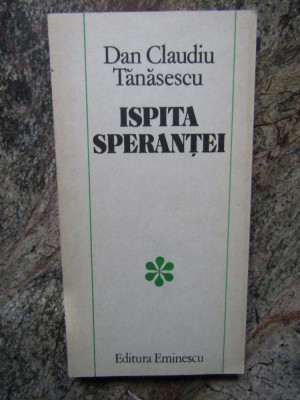 Dan Claudiu
Tănăsescu
ISPITA
SPERANȚEI
Editura Eminescu